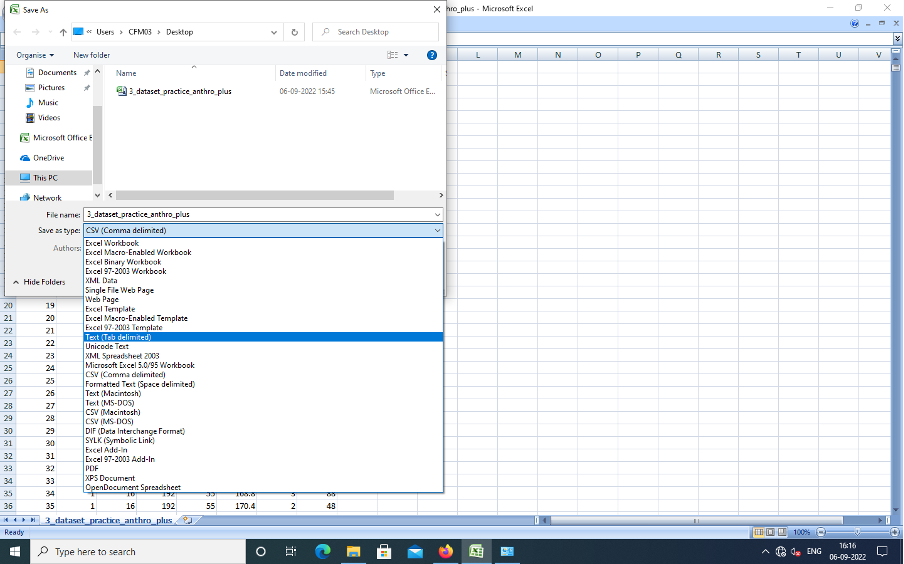 Save As
hro_plus - Microsoft Excel
« Users › CFM03 › Desktop
Search Desktop
Organise
New folder
Documents
Pictures
Music
Videos
Microsoft Office E
OneDrive
This PC
Network
Name
Date modified
Type
3_dataset_practice_anthro_plus
06-09-2022 15:45
Microsoft Office E...
File name:
3_dataset_practice_anthro_plus
Save as type:
CSV (Comma delimited)
Authors:
Hide Folders
Excel Workbook
Excel Macro-Enabled Workbook
Excel Binary Workbook
Excel 97-2003 Workbook
XML Data
Single File Web Page
Web Page
Excel Template
Excel Macro-Enabled Template
Excel 97-2003 Template
Text (Tab delimited)
Unicode Text
XML Spreadsheet 2003
Microsoft Excel 5.0/95 Workbook
CSV (Comma delimited)
Formatted Text (Space delimited)
Text (Macintosh)
Text (MS-DOS)
CSV (Macintosh)
CSV (MS-DOS)
DIF (Data Interchange Format)
SYLK (Symbolic Link)
Excel Add-In
Excel 97-2003 Add-In
PDF
XPS Document
OpenDocument Spreadsheet
L M N O P Q R S T U V
20 19
21 20
22 21
23 22
24 23
25 24
26 25
27 26
28 27
29 28
30 29
31 30
32 31
33 32
34 33
35 34 1 16 192 55 168.8 3 88
36 35 1 16 192 55 170.4 2 48
3_dataset_practice_anthro_plus
Ready
100%
Type here to search
ENG
16:16
06-09-2022